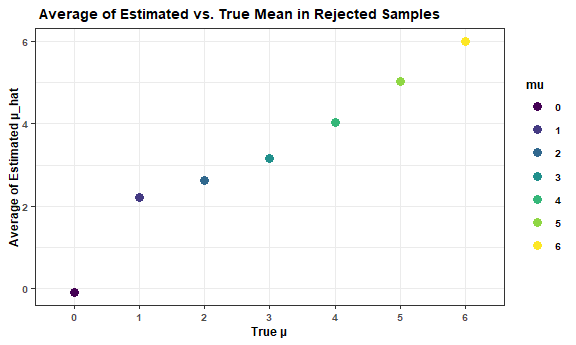 Average of Estimated vs. True Mean in Rejected Samples
Average of Estimated µ_hat
6
4
2
0
0 1 2 3 4 5 6
True µ
mu
0
1
2
3
4
5
6